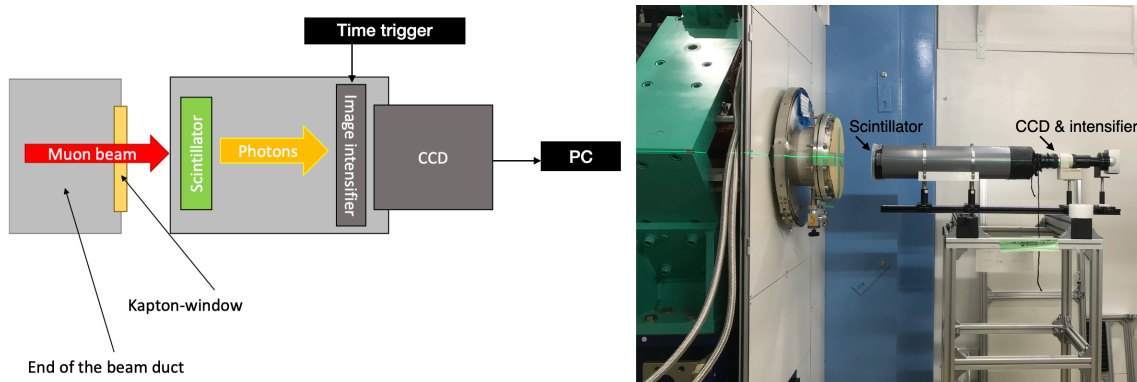 Time trigger
Muon beam
Scintillator
Photons
Image intensifier
CCD
PC
Kapton-window
End of the beam duct
Scintillator
CCD & intensifier